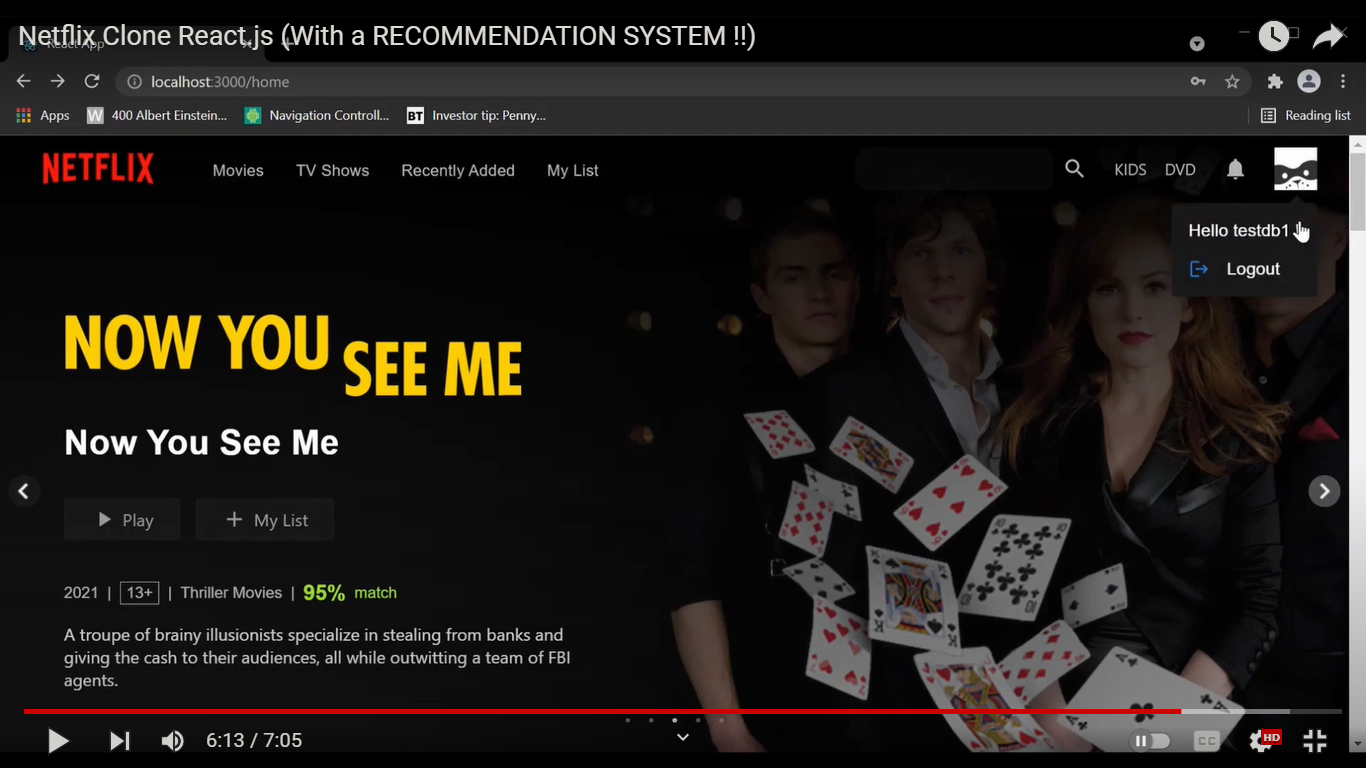 Netflix Clone React.js (With a RECOMMENDATION SYSTEM !!)
React App
localhost:3000/home
Apps 400 Albert Einstein... Navigation Controll... BT Investor tip: Penny... Reading list
NETFLIX Movies TV Shows Recently Added My List KIDS DVD
Hello testdb1
Logout
NOW YOU SEE ME
Now You See Me
Play My List
2021 | 13+ | Thriller Movies | 95% match
A troupe of brainy illusionists specialize in stealing from banks and
giving the cash to their audiences, all while outwitting a team of FBI
agents.
6:13 / 7:05 CC HD